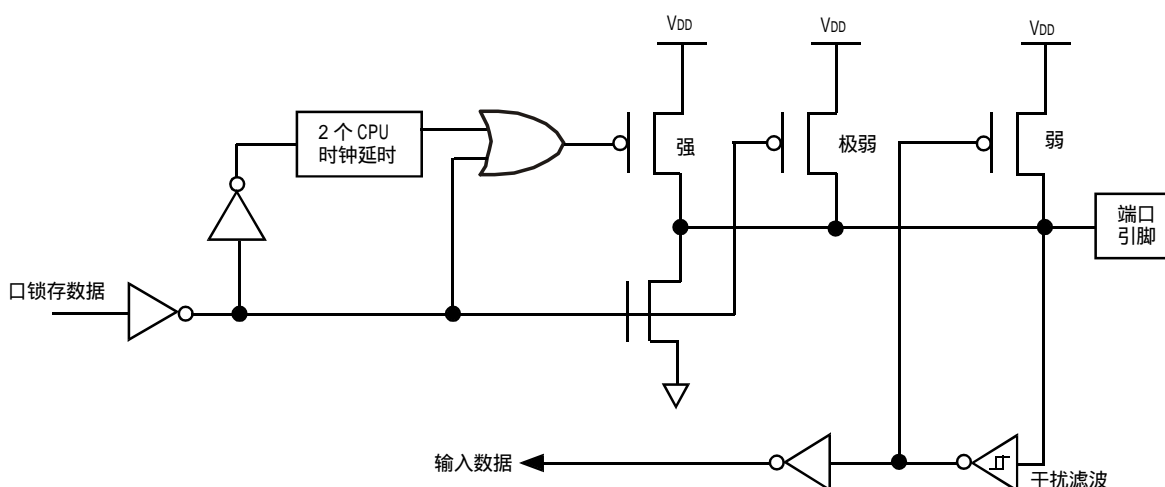 VDD
VDD
VDD
2 个 CPU
时钟延时
强
极弱
弱
端口
引脚
口锁存数据
输入数据
干扰滤波